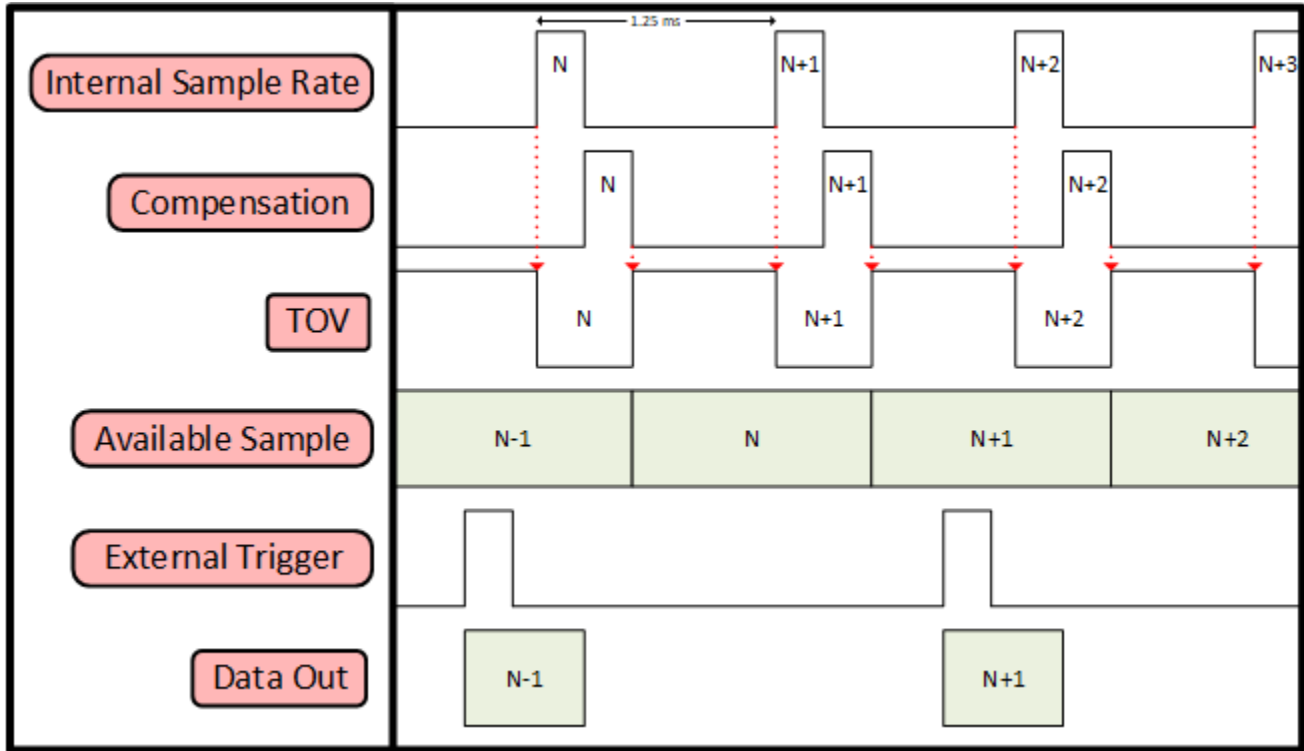 1.25 ms
Internal Sample Rate
N
N+1
N+2
N+3
Compensation
N
N+1
N+2
TOV
N
N+1
N+2
Available Sample
N-1
N
N+1
N+2
External Trigger
Data Out
N-1
N+1